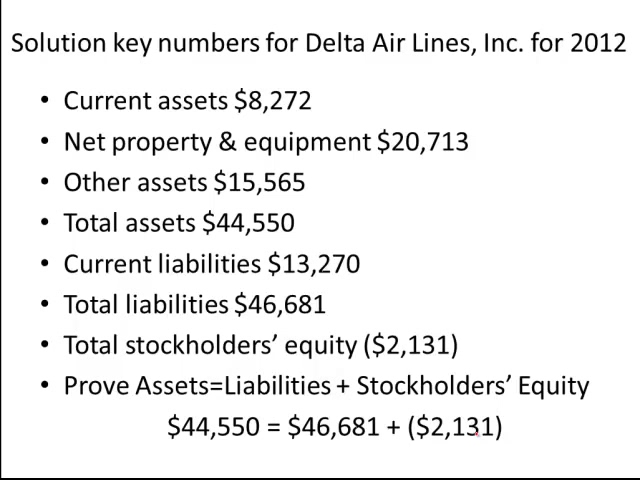 Solution key numbers for Delta Air Lines, Inc. for 2012
• Current assets $8,272
• Net property & equipment $20,713
• Other assets $15,565
• Total assets $44,550
• Current liabilities $13,270
• Total liabilities $46,681
• Total stockholders’ equity ($2,131)
• Prove Assets=Liabilities + Stockholders’ Equity
$44,550 = $46,681 + ($2,131)